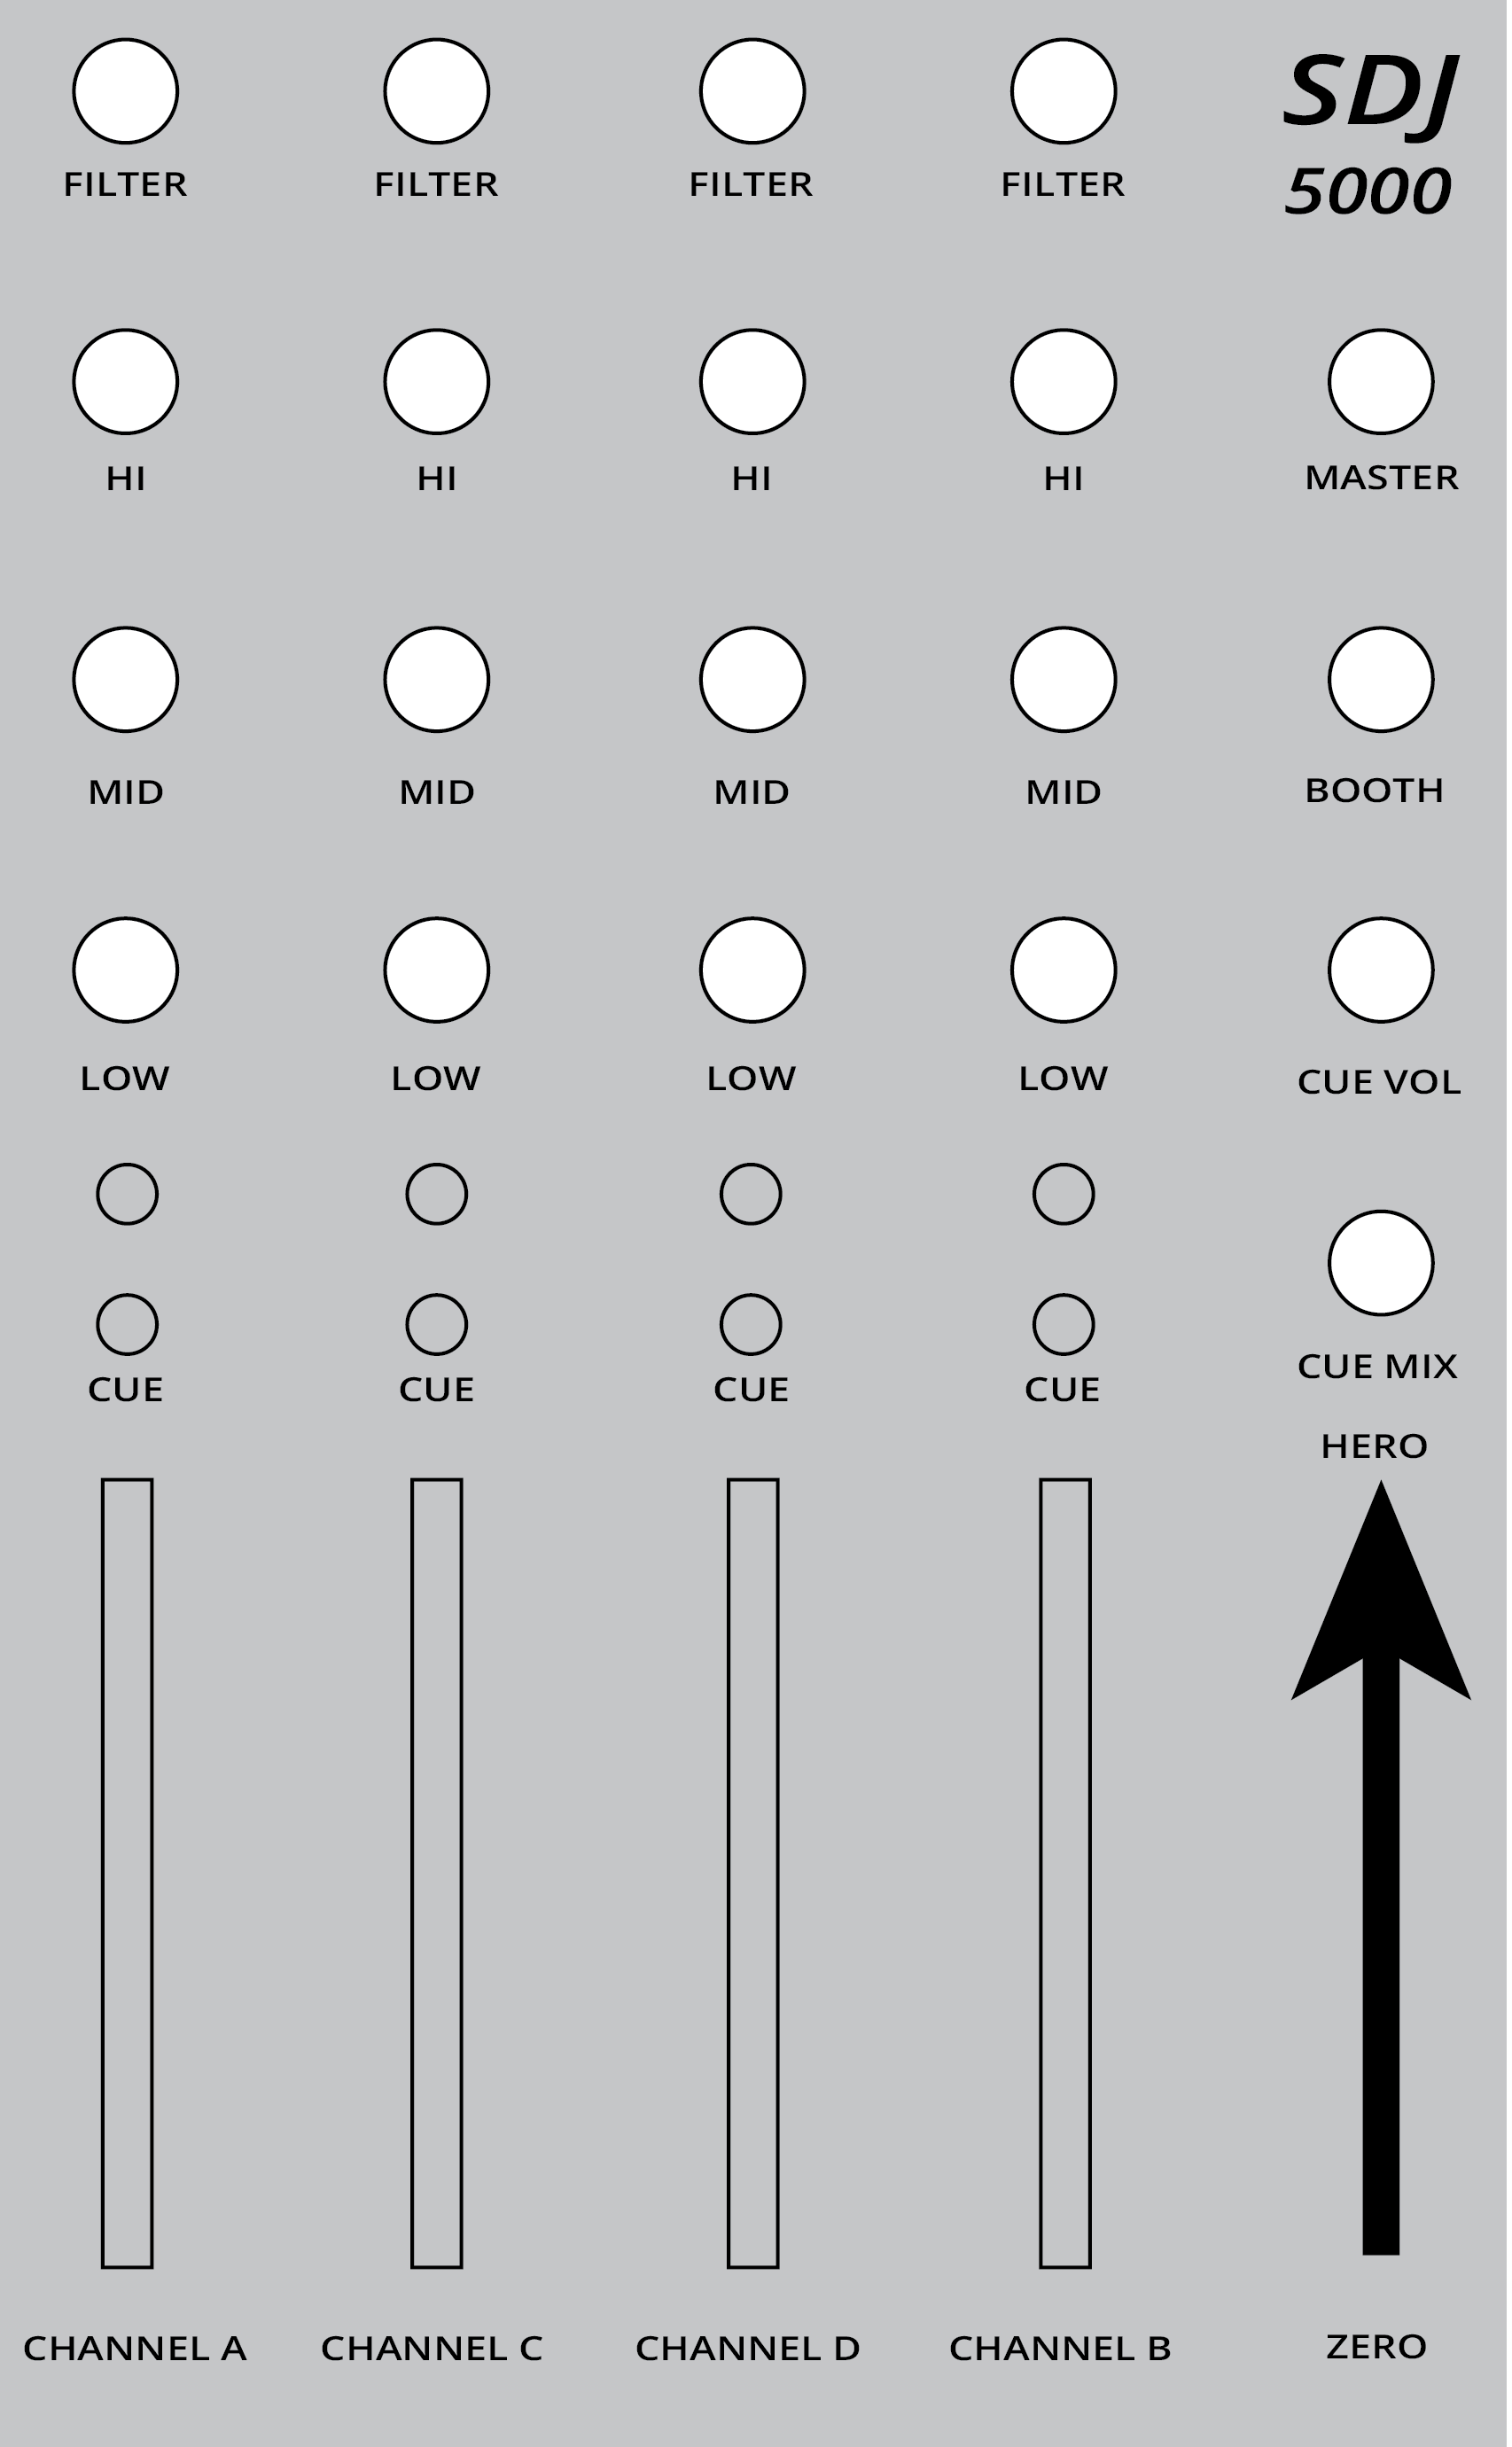 SDJ
5000
FILTER FILTER FILTER FILTER
HI HI HI HI MASTER
MID MID MID MID BOOTH
LOW LOW LOW LOW CUE VOL
CUE MIX
CUE CUE CUE CUE
HERO
CHANNEL A CHANNEL C CHANNEL D CHANNEL B ZERO